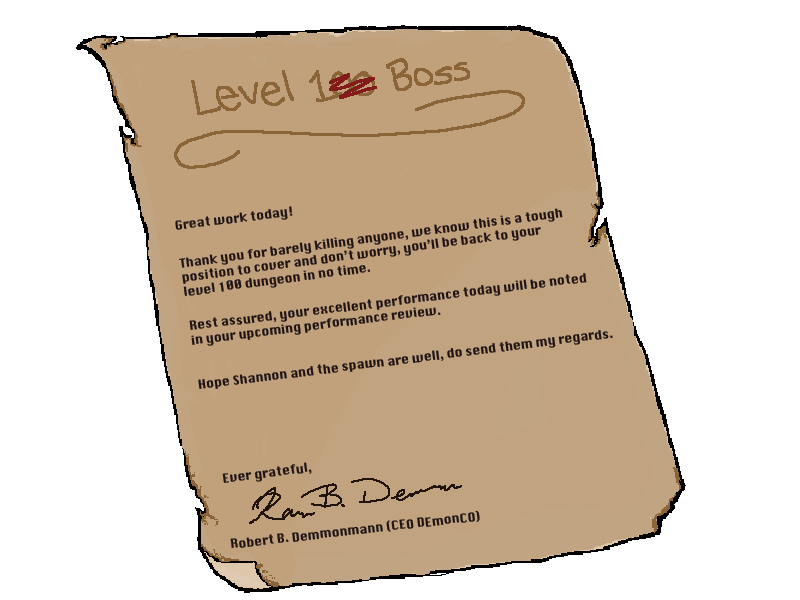 Level 100 Boss
Great work today!
Thank you for barely killing anyone, we know this is a tough
position to cover and don't worry, you'll be back to your
level 100 dungeon in no time.
Rest assured, your excellent performance today will be noted
in your upcoming performance review.
Hope Shannon and the spawn are well, do send them my regards.
Ever grateful,
B. Demm
Robert B. Demmonmann (CEO DEmonCO)